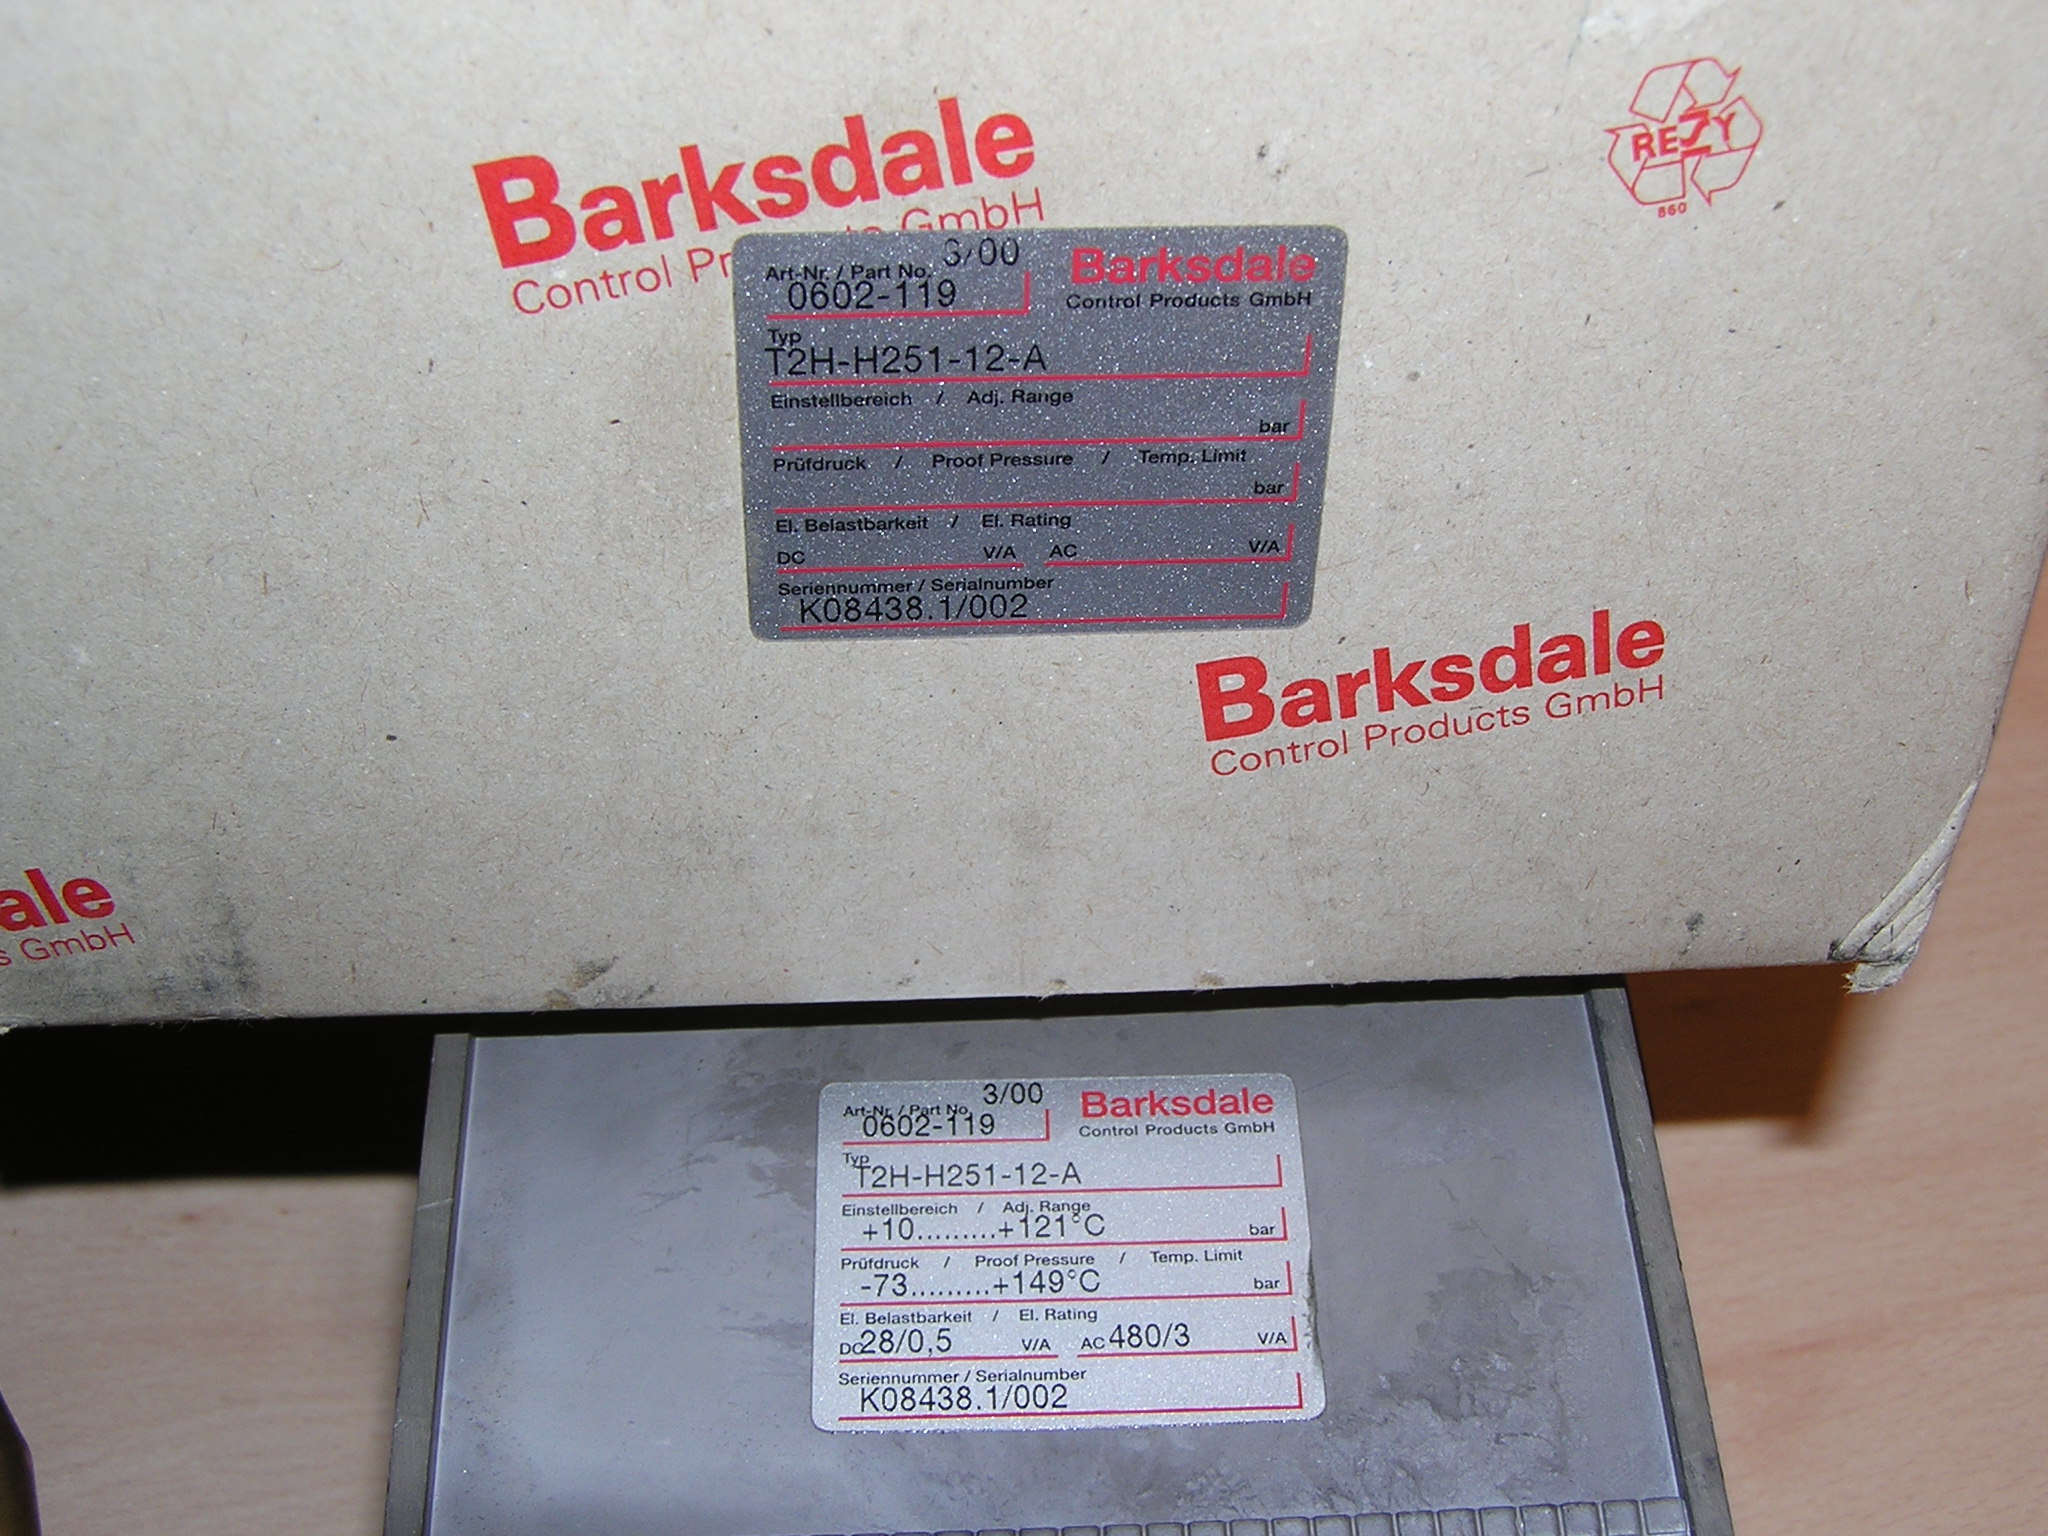 Barksdale
Control Pr
GmbH
REZY
860
3/00
Art-Nr. / Part No.
0602-119
Barksdale
Control Products GmbH
Typ
T2H-H251-12-A
Einstellbereich / Adj. Range
bar
Prüfdruck / Proof Pressure / Temp. Limit
bar
El. Belastbarkeit / El. Rating
DC V/A AC V/A
Seriennummer / Serialnumber
K08438.1/002
Barksdale
Control Products GmbH
ale
s GmbH
3/00
Art-Nr. / Part No.
0602-119
Barksdale
Control Products GmbH
Typ
T2H-H251-12-A
Einstellbereich / Adj. Range
+10.........+121°C bar
Prüfdruck / Proof Pressure / Temp. Limit
-73.........+149°C bar
El. Belastbarkeit / El. Rating
DC 28/0,5 V/A AC 480/3 V/A
Seriennummer / Serialnumber
K08438.1/002